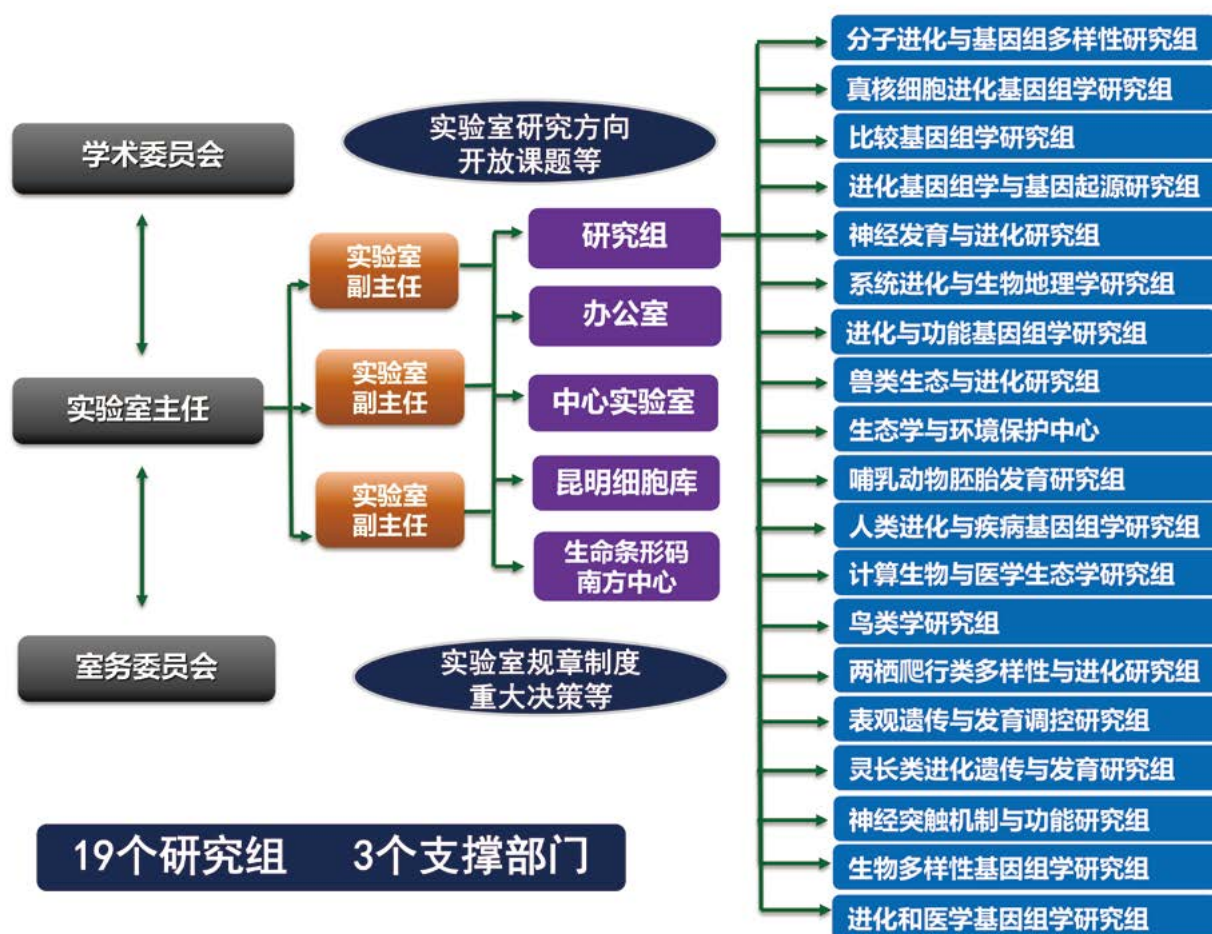 学术委员会
实验室研究方向
开放课题等
实验室主任
室务委员会
实验室
副主任
实验室
副主任
实验室
副主任
研究组
办公室
中心实验室
昆明细胞库
生命条形码
南方中心
实验室规章制度
重大决策等
19个研究组 3个支撑部门
分子进化与基因组多样性研究组
真核细胞进化基因组学研究组
比较基因组学研究组
进化基因组学与基因起源研究组
神经发育与进化研究组
系统进化与生物地理学研究组
进化与功能基因组学研究组
兽类生态与进化研究组
生态学与环境保护中心
哺乳动物胚胎发育研究组
人类进化与疾病基因组学研究组
计算生物与医学生态学研究组
鸟类学研究组
两栖爬行类多样性与进化研究组
表观遗传与发育调控研究组
灵长类进化遗传与发育研究组
神经突触机制与功能研究组
生物多样性基因组学研究组
进化和医学基因组学研究组